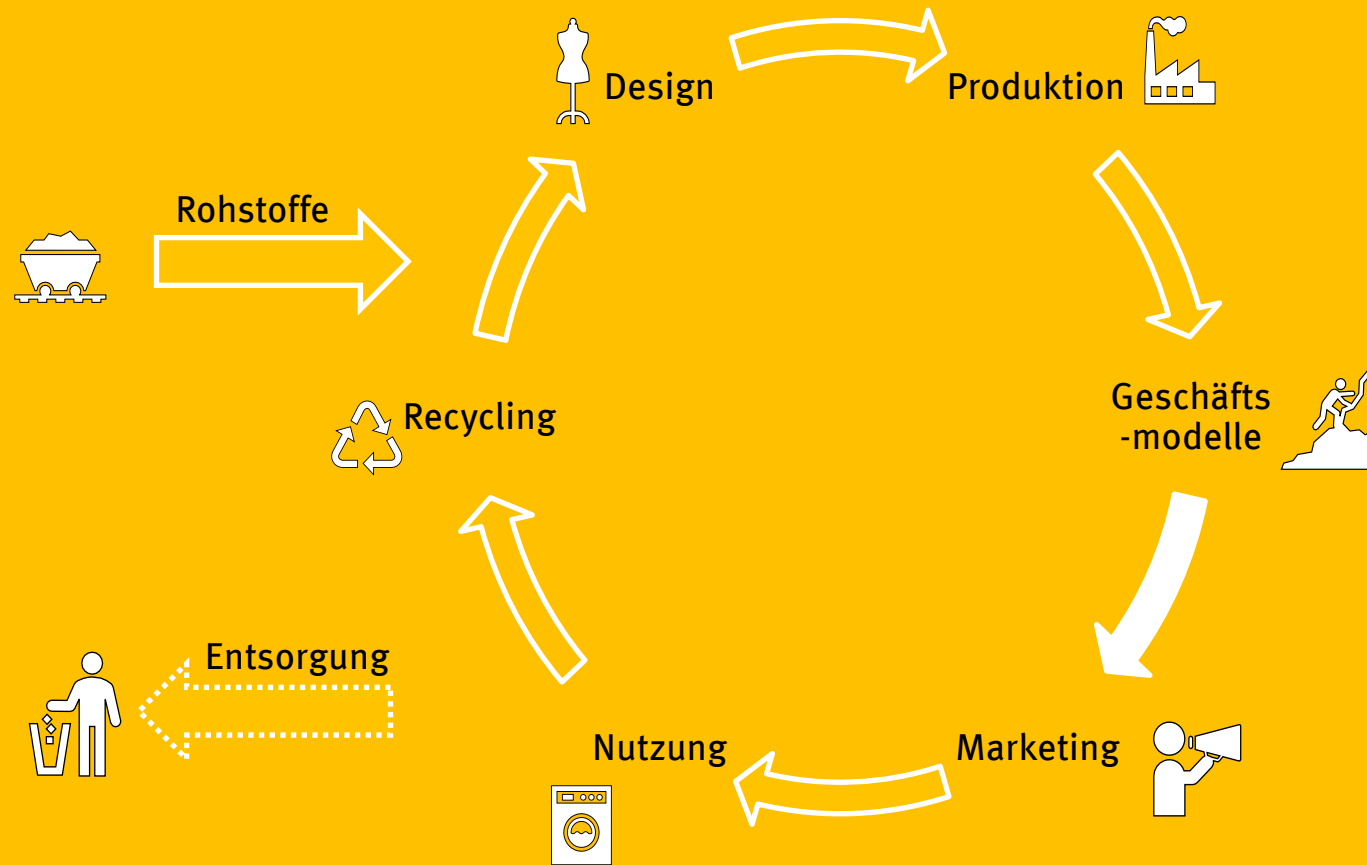 Design
Produktion
Rohstoffe
Geschäfts
-modelle
Recycling
Entsorgung
Nutzung
Marketing